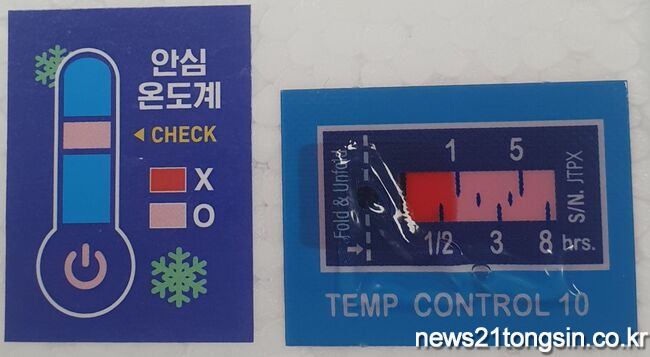 안심
온도계
CHECK
X
O
Fold & Unfold
1 5
1/2 3 8 hrs.
S/N. JTPX
TEMP CONTROL 10
news21tongsin.co.kr